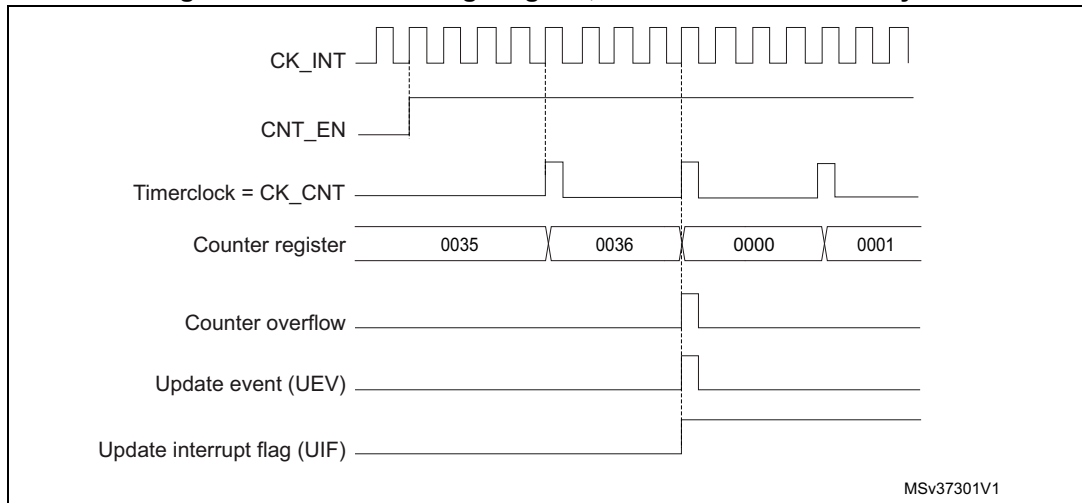 CK_INT
CNT_EN
Timerclock = CK_CNT
Counter register 0035 0036 0000 0001
Counter overflow
Update event (UEV)
Update interrupt flag (UIF)
MSv37301V1